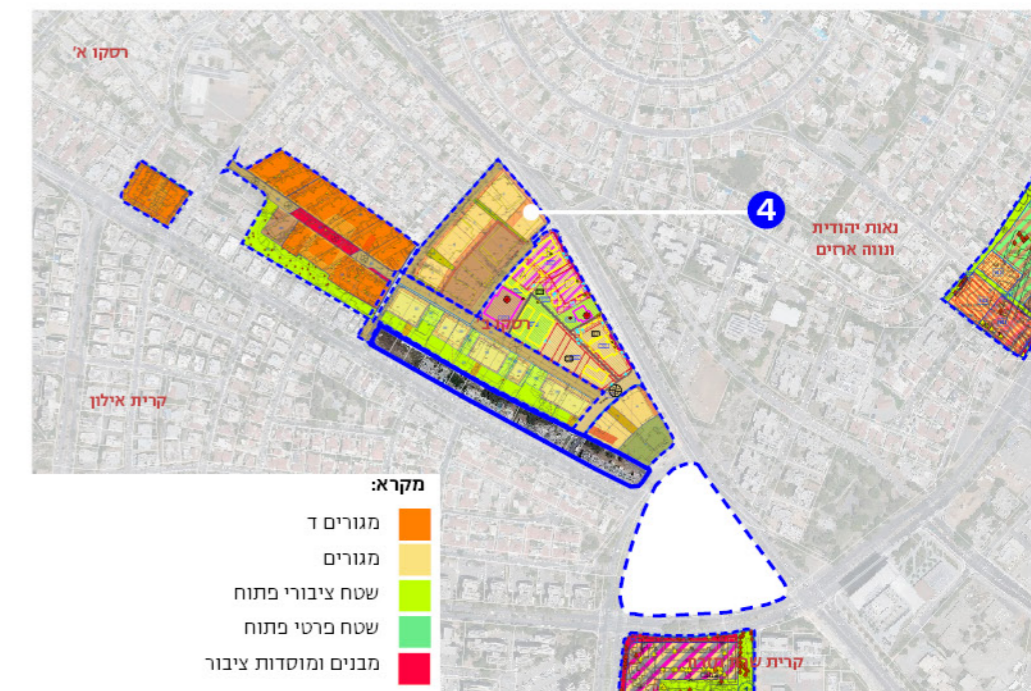 רסקו א'
4
נאות יהודית
ונווה ארזים
רסקו ב'
קרית אילון
קרית
מקרא:
מגורים ד
מגורים
שטח ציבורי פתוח
שטח פרטי פתוח
מבנים ומוסדות ציבור